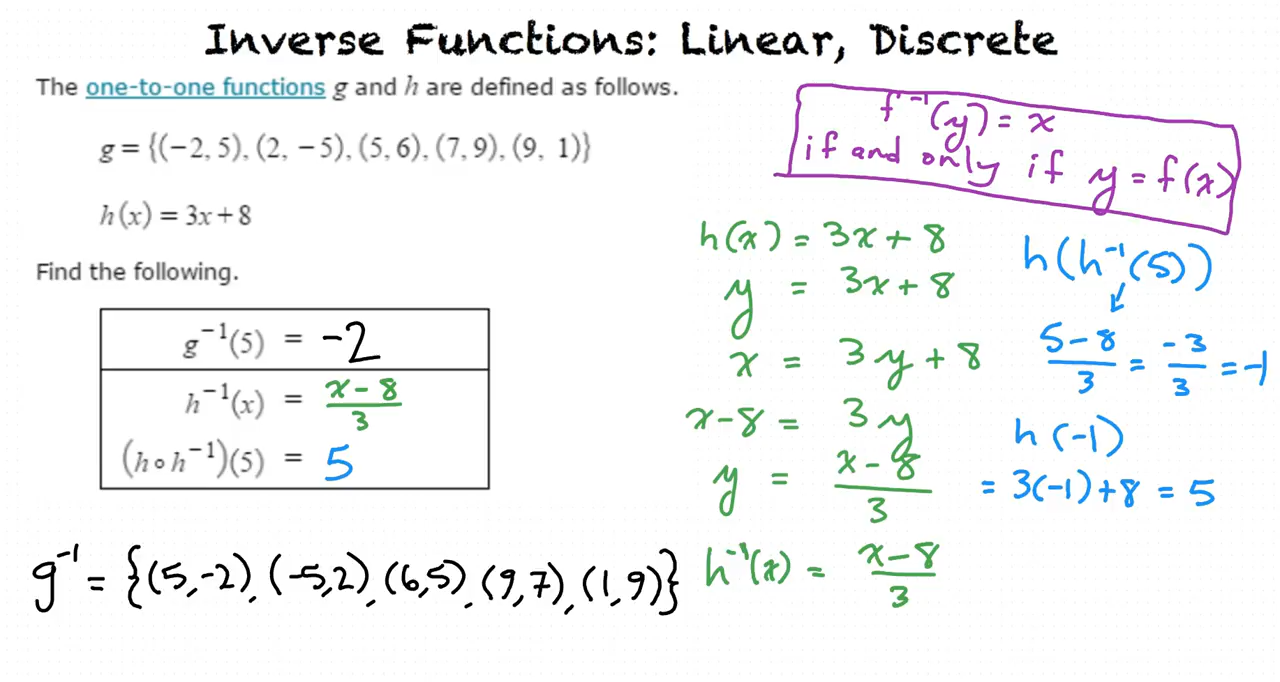 Inverse Functions: Linear, Discrete
The one-to-one functions g and h are defined as follows.
g = {(−2, 5), (2, −5), (5, 6), (7, 9), (9, 1)}
h(x) = 3x+8
Find the following.
g⁻¹(5) = -2
h⁻¹(x) = (x-8)/3
(h∘h⁻¹)(5) = 5
g⁻¹ = {(5,-2), (-5,2), (6,5), (9,7), (1,9)}
f⁻¹(y) = x
if and only if y = f(x)
h(x) = 3x + 8
y = 3x + 8
x = 3y + 8
x-8 = 3y
y = (x-8)/3
h⁻¹(x) = (x-8)/3
h(h⁻¹(5))
(5-8)/3 = -3/3 = -1
h(-1)
= 3(-1)+8 = 5